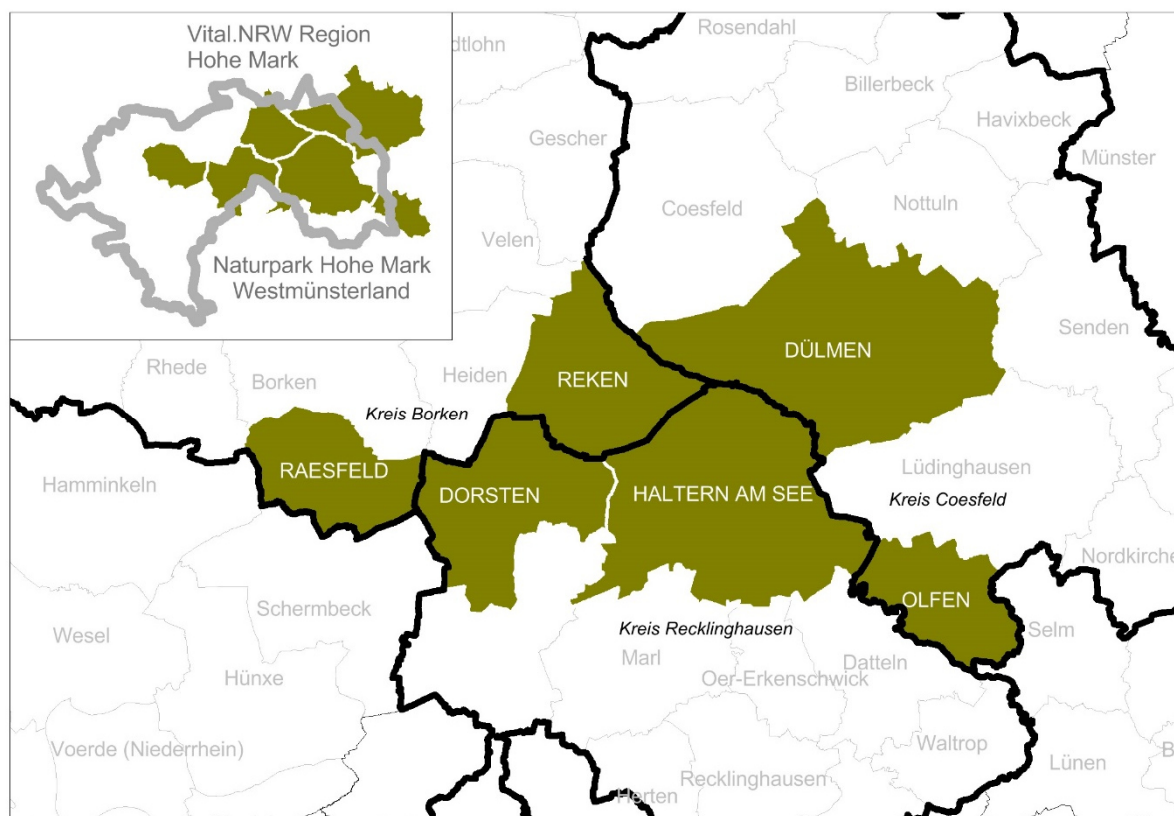 Vital.NRW Region
Hohe Mark
Naturpark Hohe Mark
Westmünsterland
dtlohn
Rosendahl
Billerbeck
Havixbeck
Gescher
Münster
Coesfeld
Nottuln
Velen
Senden
DÜLMEN
Rhede
Borken
Heiden
REKEN
Kreis Borken
RAESFELD
Hamminkeln
DORSTEN
HALTERN AM SEE
Lüdinghausen
Kreis Coesfeld
Nordkirche
Schermbeck
OLFEN
Wesel
Kreis Recklinghausen
Selm
Marl
Datteln
Hünxe
Oer-Erkenschwick
Voerde (Niederrhein)
Waltrop
Lünen
B
Recklinghausen
Herten